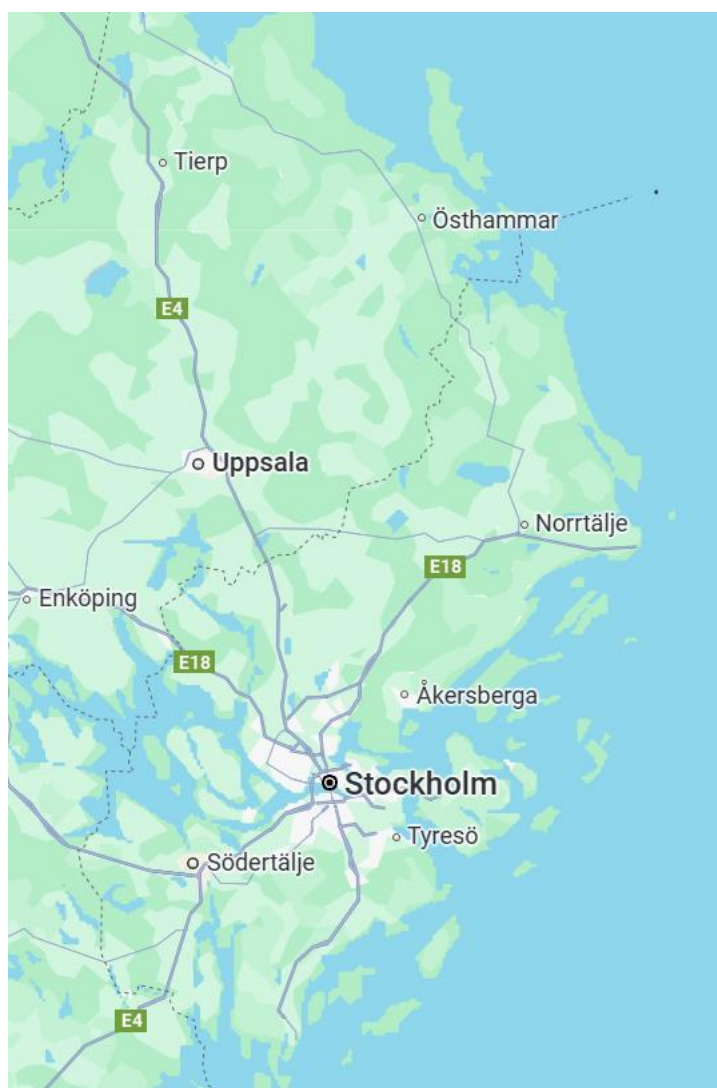 Tierp
Östhammar
E4
Uppsala
Norrtälje
E18
Enköping
E18
Åkersberga
Stockholm
Tyresö
Södertälje
E4